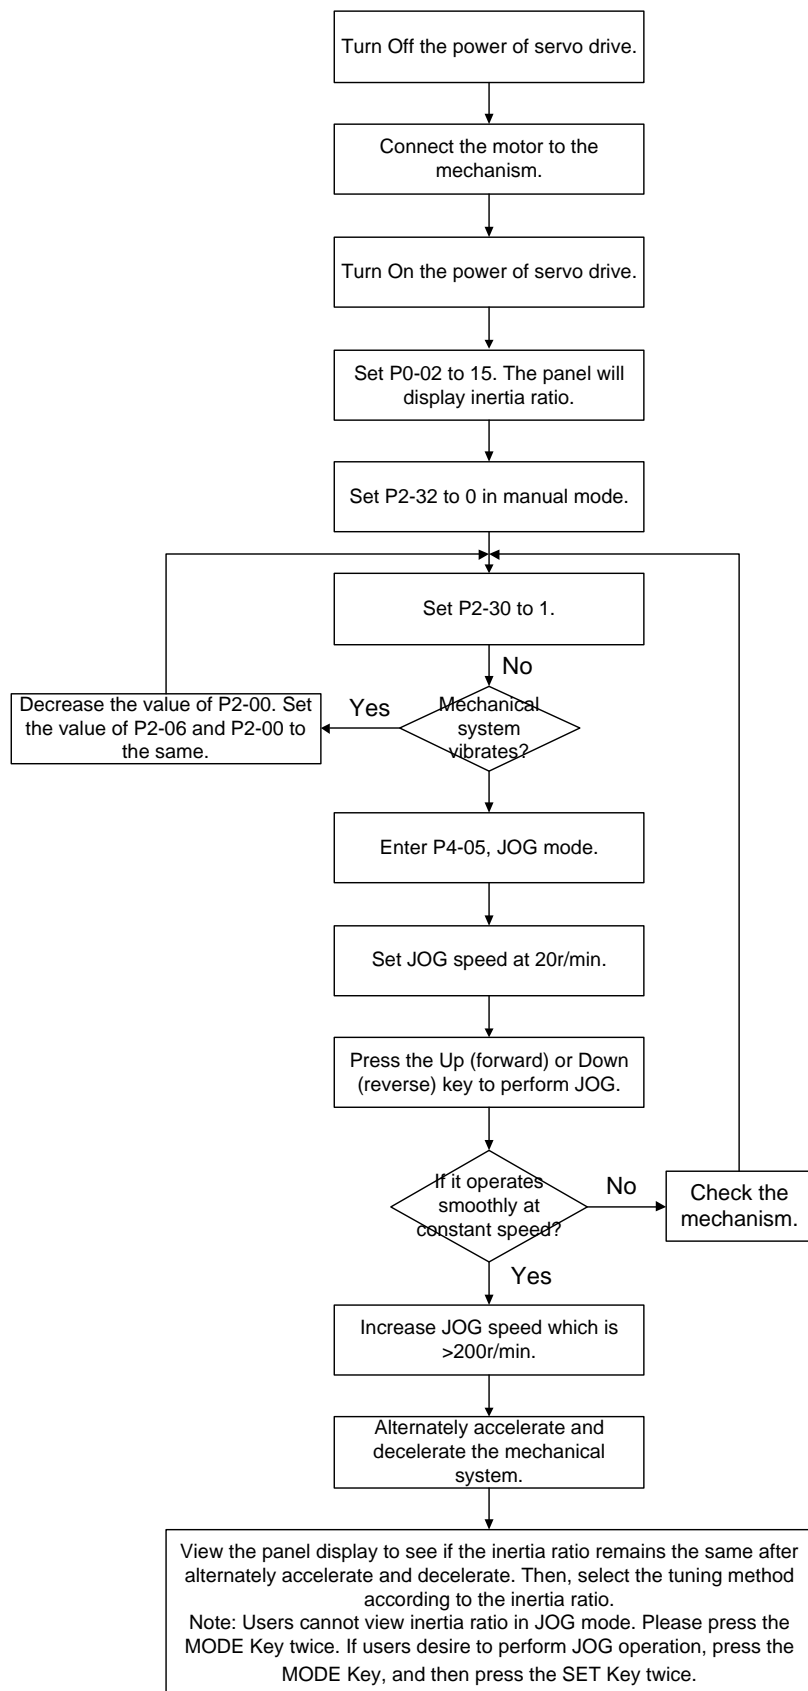 Turn Off the power of servo drive.
Connect the motor to the
mechanism.
Turn On the power of servo drive.
Set P0-02 to 15. The panel will
display inertia ratio.
Set P2-32 to 0 in manual mode.
Set P2-30 to 1.
No
Decrease the value of P2-00. Set
the value of P2-06 and P2-00 to
the same.
Yes
Mechanical
system
vibrates?
Enter P4-05, JOG mode.
Set JOG speed at 20r/min.
Press the Up (forward) or Down
(reverse) key to perform JOG.
If it operates
smoothly at
constant speed?
No
Check the
mechanism.
Yes
Increase JOG speed which is
>200r/min.
Alternately accelerate and
decelerate the mechanical
system.
View the panel display to see if the inertia ratio remains the same after
alternately accelerate and decelerate. Then, select the tuning method
according to the inertia ratio.
Note: Users cannot view inertia ratio in JOG mode. Please press the
MODE Key twice. If users desire to perform JOG operation, press the
MODE Key, and then press the SET Key twice.